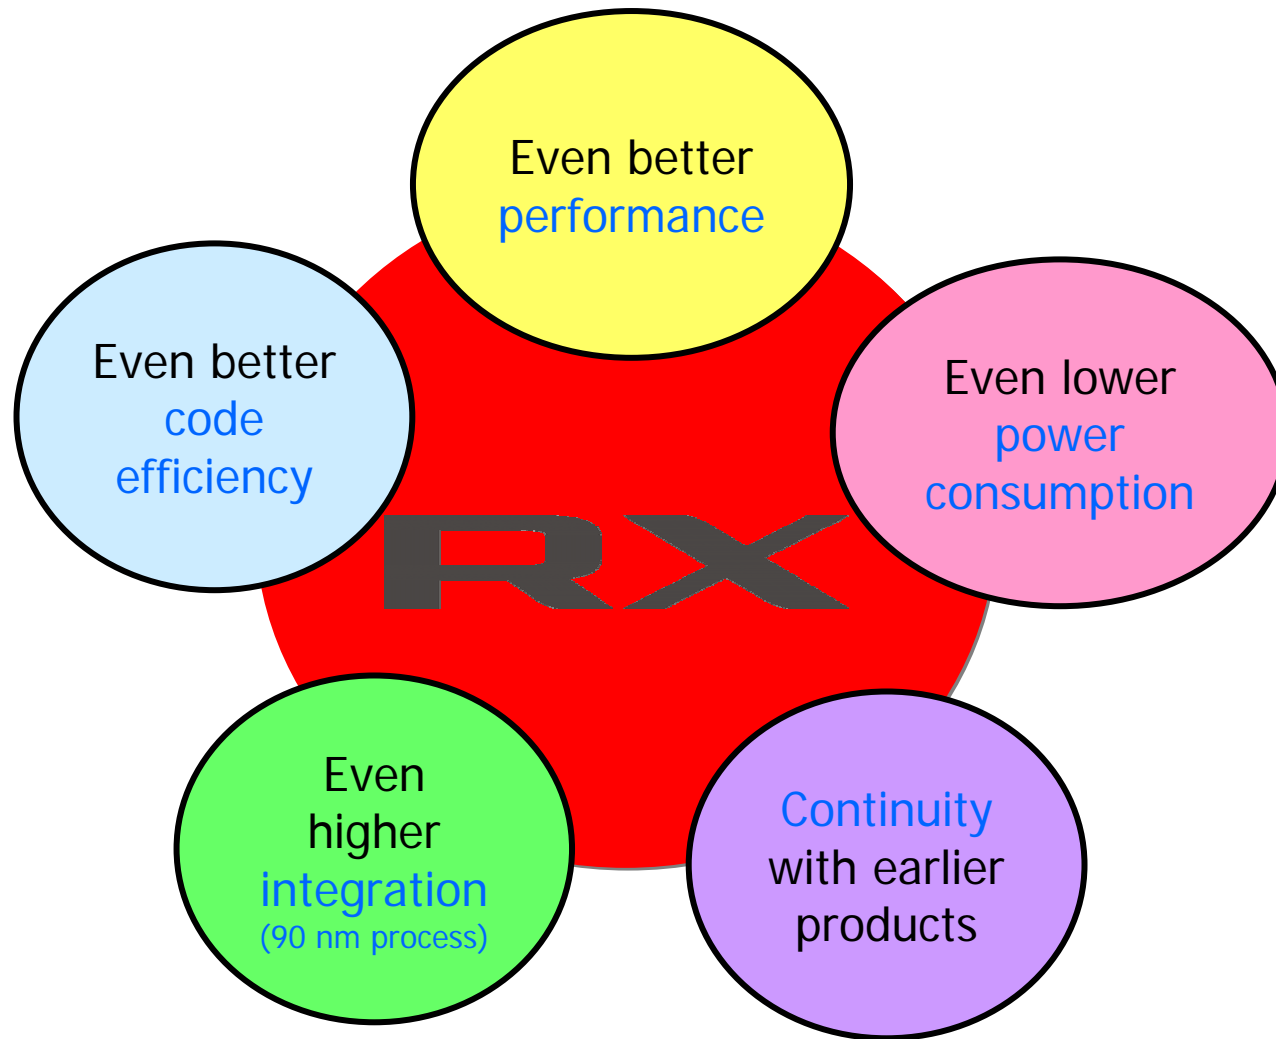 Even better
performance
Even better
code
efficiency
Even lower
power
consumption
RX
Even
higher
integration
(90 nm process)
Continuity
with earlier
products